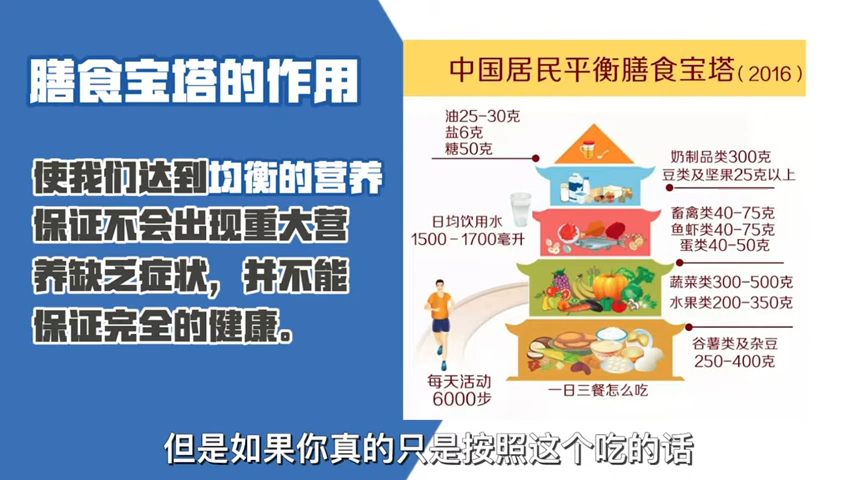 膳食宝塔的作用
使我们达到均衡的营养
保证不会出现重大营
养缺乏症状，并不能
保证完全的健康。
中国居民平衡膳食宝塔（2016）
油25-30克
盐6克
糖50克
奶制品类300克
豆类及坚果25克以上
日均饮用水
1500-1700毫升
畜禽类40-75克
鱼虾类40-75克
蛋类40-50克
蔬菜类300-500克
水果类200-350克
谷薯类及杂豆
250-400克
每天活动
6000步
一日三餐怎么吃
但是如果你真的只是按照这个吃的话